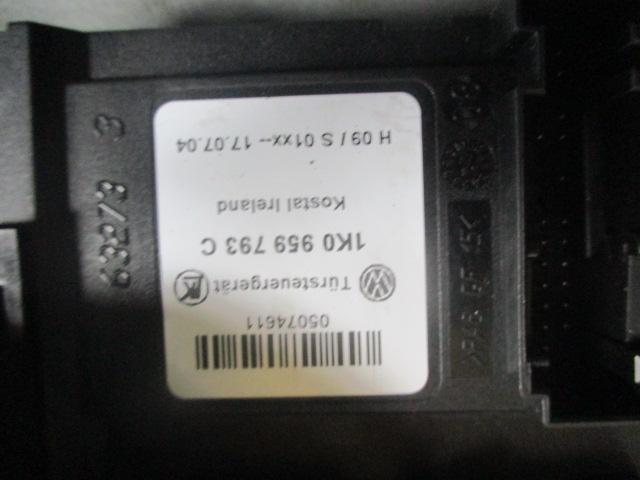 05074611
Türsteuergerät
1K0 959 793 C
Kostal Ireland
H 09 / S 01xx-- 17.07.04